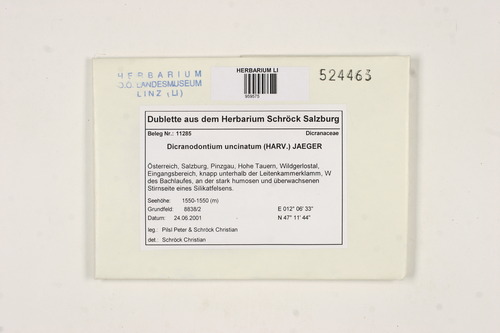 HERBARIUM
O.Ö. LANDESMUSEUM
LINZ (LI)
HERBARIUM LI
524463
Dublette aus dem Herbarium Schröck Salzburg
Beleg Nr.: 11285 Dicranaceae
Dicranodontium uncinatum (HARV.) JAEGER
Österreich, Salzburg, Pinzgau, Hohe Tauern, Wildgerlostal,
Eingangsbereich, knapp unterhalb der Leitenkammerklamm, W
des Bachlaufes, an der stark humosen und überwachsenen
Stirnseite eines Silikatfelsens.
Seehöhe: 1550-1550 (m)
Grundfeld: 8838/2 E 012° 06' 33"
Datum: 24.06.2001 N 47° 11' 44"
leg.: Pilsl Peter & Schröck Christian
det.: Schröck Christian